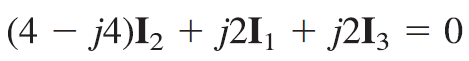 (4 − j4)I₂ + j2I₁ + j2I₃ = 0